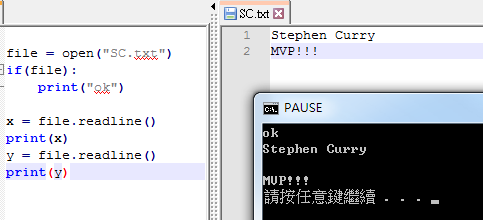 file = open("SC.txt")
if(file):
print("ok")
x = file.readline()
print(x)
y = file.readline()
print(y)
SC.txt
1 Stephen Curry
2 MVP!!!
C:\. PAUSE
ok
Stephen Curry
MVP!!!
請按任意鍵繼續 . . .